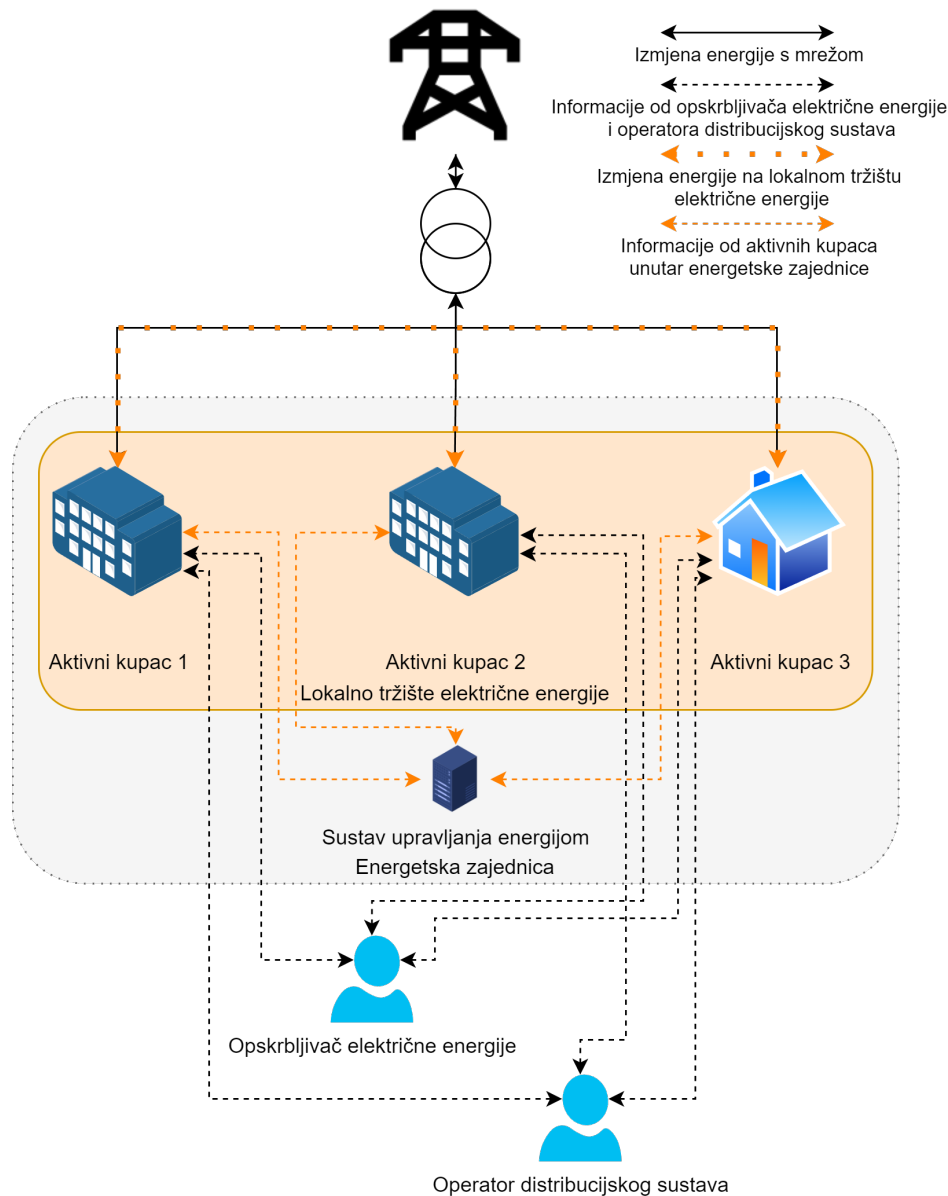 Izmjena energije s mrežom
Informacije od opskrbljivača električne energije
i operatora distribucijskog sustava
Izmjena energije na lokalnom tržištu
električne energije
Informacije od aktivnih kupaca
unutar energetske zajednice
Aktivni kupac 1
Aktivni kupac 2
Aktivni kupac 3
Lokalno tržište električne energije
Sustav upravljanja energijom
Energetska zajednica
Opskrbljivač električne energije
Operator distribucijskog sustava